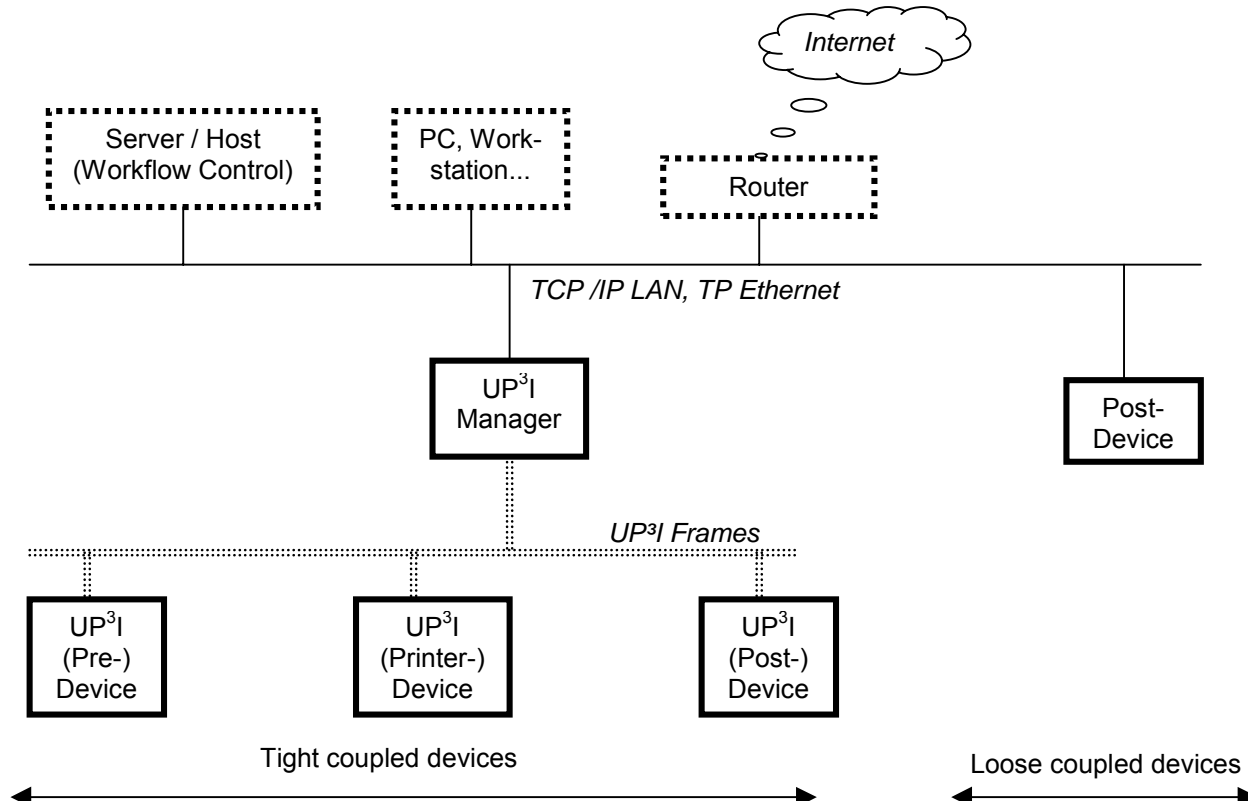 Internet
Server / Host
(Workflow Control)
PC, Work-
station...
Router
TCP /IP LAN, TP Ethernet
UP³I
Manager
Post-
Device
UP³I Frames
UP³I
(Pre-)
Device
UP³I
(Printer-)
Device
UP³I
(Post-)
Device
Tight coupled devices
Loose coupled devices